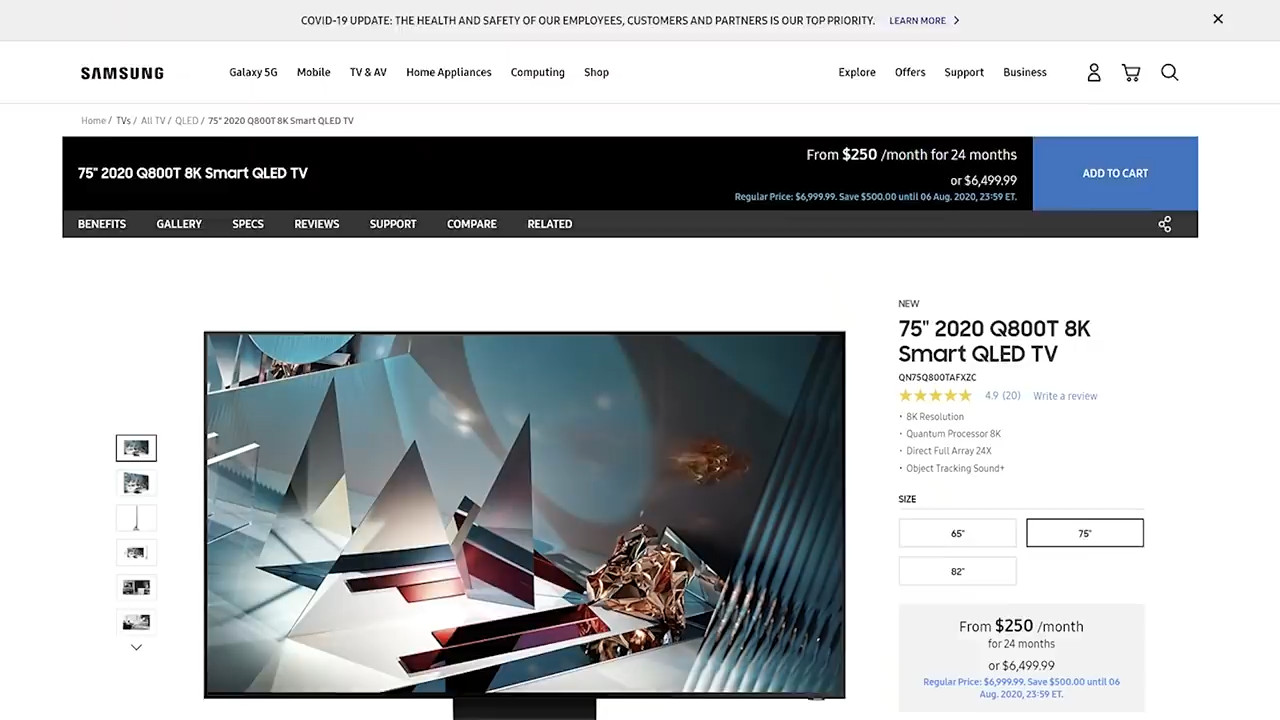 COVID-19 UPDATE: THE HEALTH AND SAFETY OF OUR EMPLOYEES, CUSTOMERS AND PARTNERS IS OUR TOP PRIORITY. LEARN MORE
SAMSUNG Galaxy 5G Mobile TV & AV Home Appliances Computing Shop Explore Offers Support Business
Home / TVs / All TV / QLED / 75" 2020 Q800T 8K Smart QLED TV
75" 2020 Q800T 8K Smart QLED TV
From $250 /month for 24 months
or $6,499.99
Regular Price: $6,999.99. Save $500.00 until 06 Aug. 2020, 23:59 ET.
ADD TO CART
BENEFITS GALLERY SPECS REVIEWS SUPPORT COMPARE RELATED
NEW
75" 2020 Q800T 8K
Smart QLED TV
QN75Q800TAFXZC
4.9 (20) Write a review
· 8K Resolution
· Quantum Processor 8K
· Direct Full Array 24X
· Object Tracking Sound+
SIZE
65" 75"
82"
From $250 /month
for 24 months
or $6,499.99
Regular Price: $6,999.99. Save $500.00 until 06
Aug. 2020, 23:59 ET.